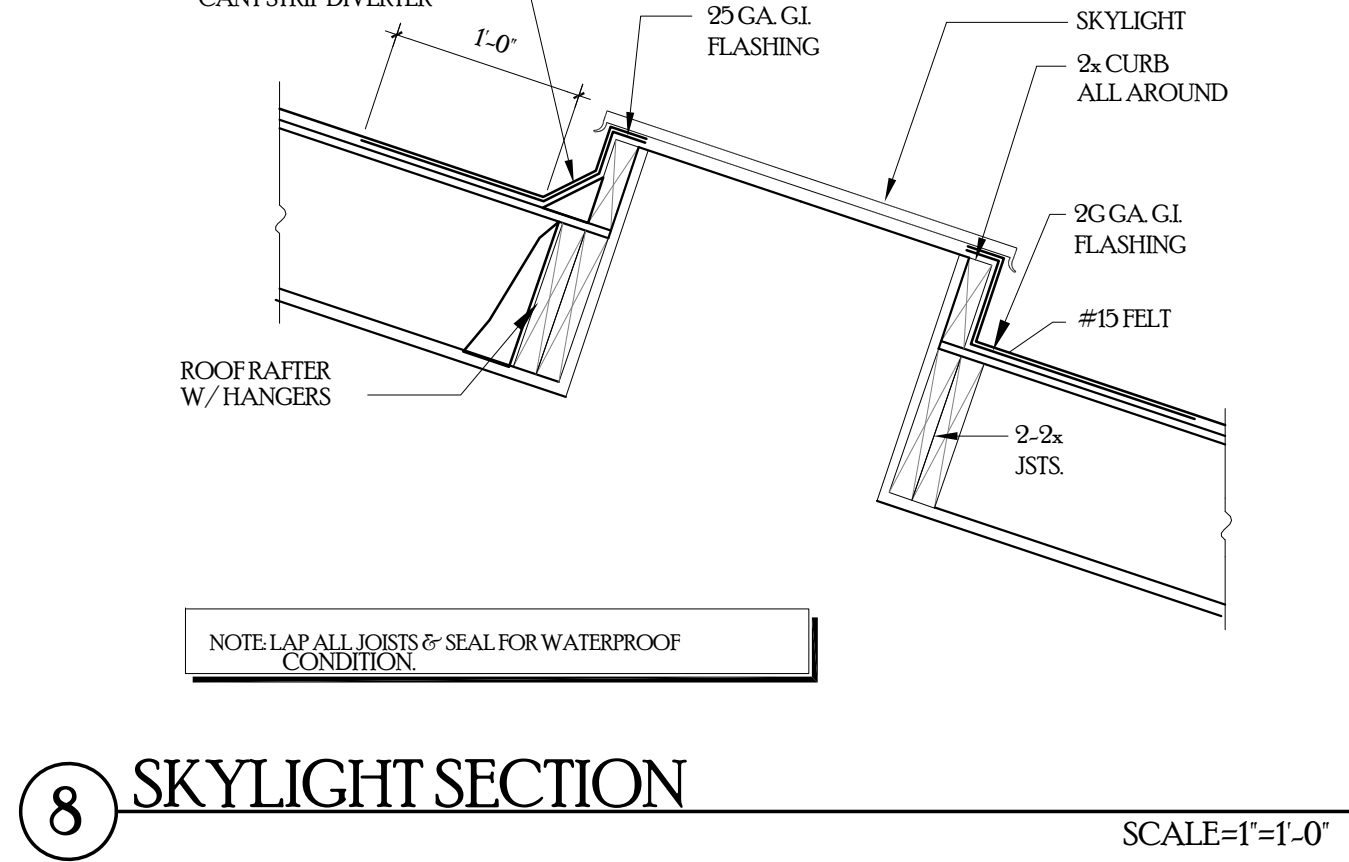 CANT STRIP DIVERTER
1'-0"
25 GA. G.I.
FLASHING
SKYLIGHT
2x CURB
ALL AROUND
2G GA. G.I.
FLASHING
#15 FELT
ROOF RAFTER
W/ HANGERS
2-2x
JSTS.
NOTE: LAP ALL JOISTS & SEAL FOR WATERPROOF
CONDITION.
8 SKYLIGHT SECTION
SCALE=1"=1'-0"